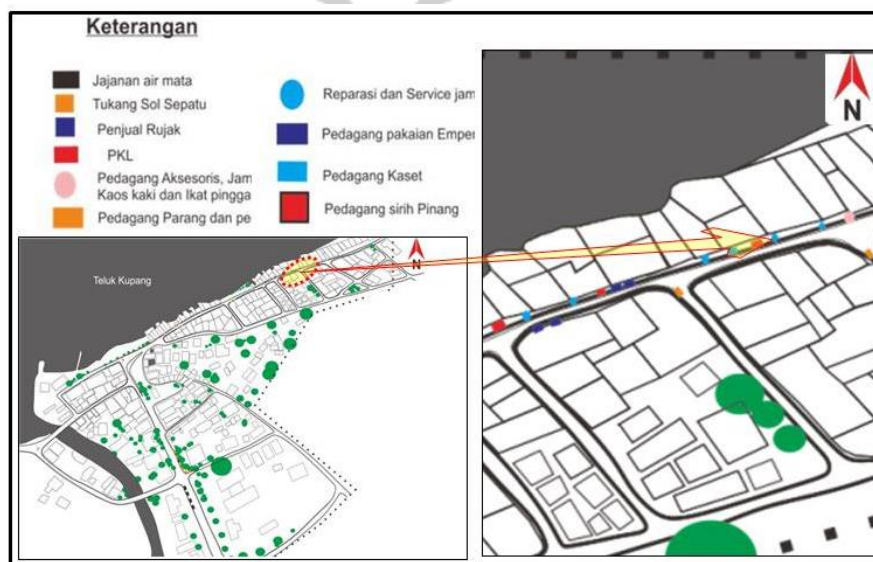 Keterangan
Jajanan air mata
Tukang Sol Sepatu
Penjual Rujak
PKL
Pedagang Aksesoris, Jam
Kaos kaki dan Ikat pingga
Pedagang Parang dan pe
Reparasi dan Service jam
Pedagang pakaian Emper
Pedagang Kaset
Pedagang sirih Pinang
Teluk Kupang
N
N